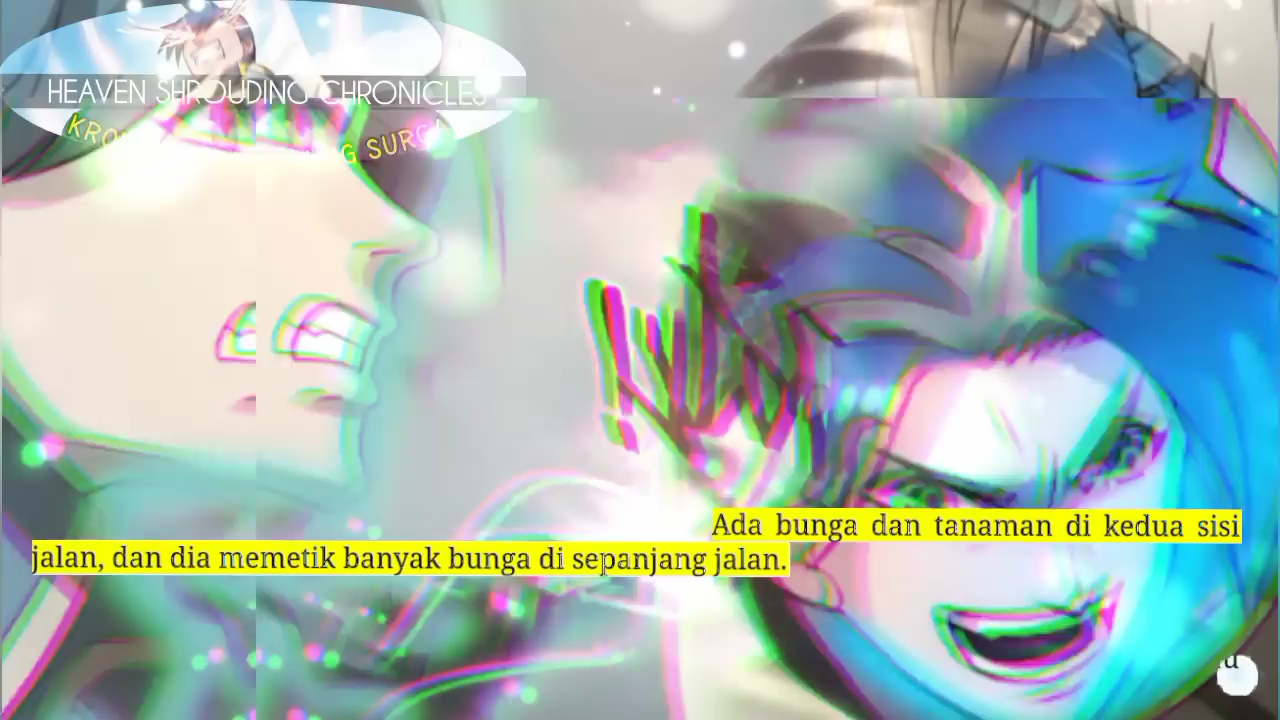 HEAVEN SHROUDING CHRONICLES
SURGA
Ada bunga dan tanaman di kedua sisi
jalan, dan dia memetik banyak bunga di sepanjang jalan.